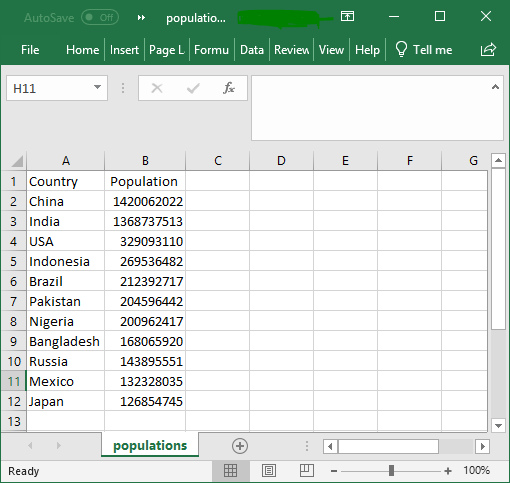 AutoSave Off populatio...
File Home Insert Page L Formu Data Review View Help Tell me
H11 fx
A B C D E F G
1 Country Population
2 China 1420062022
3 India 1368737513
4 USA 329093110
5 Indonesia 269536482
6 Brazil 212392717
7 Pakistan 204596442
8 Nigeria 200962417
9 Bangladesh 168065920
10 Russia 143895551
11 Mexico 132328035
12 Japan 126854745
13
populations
Ready 100%